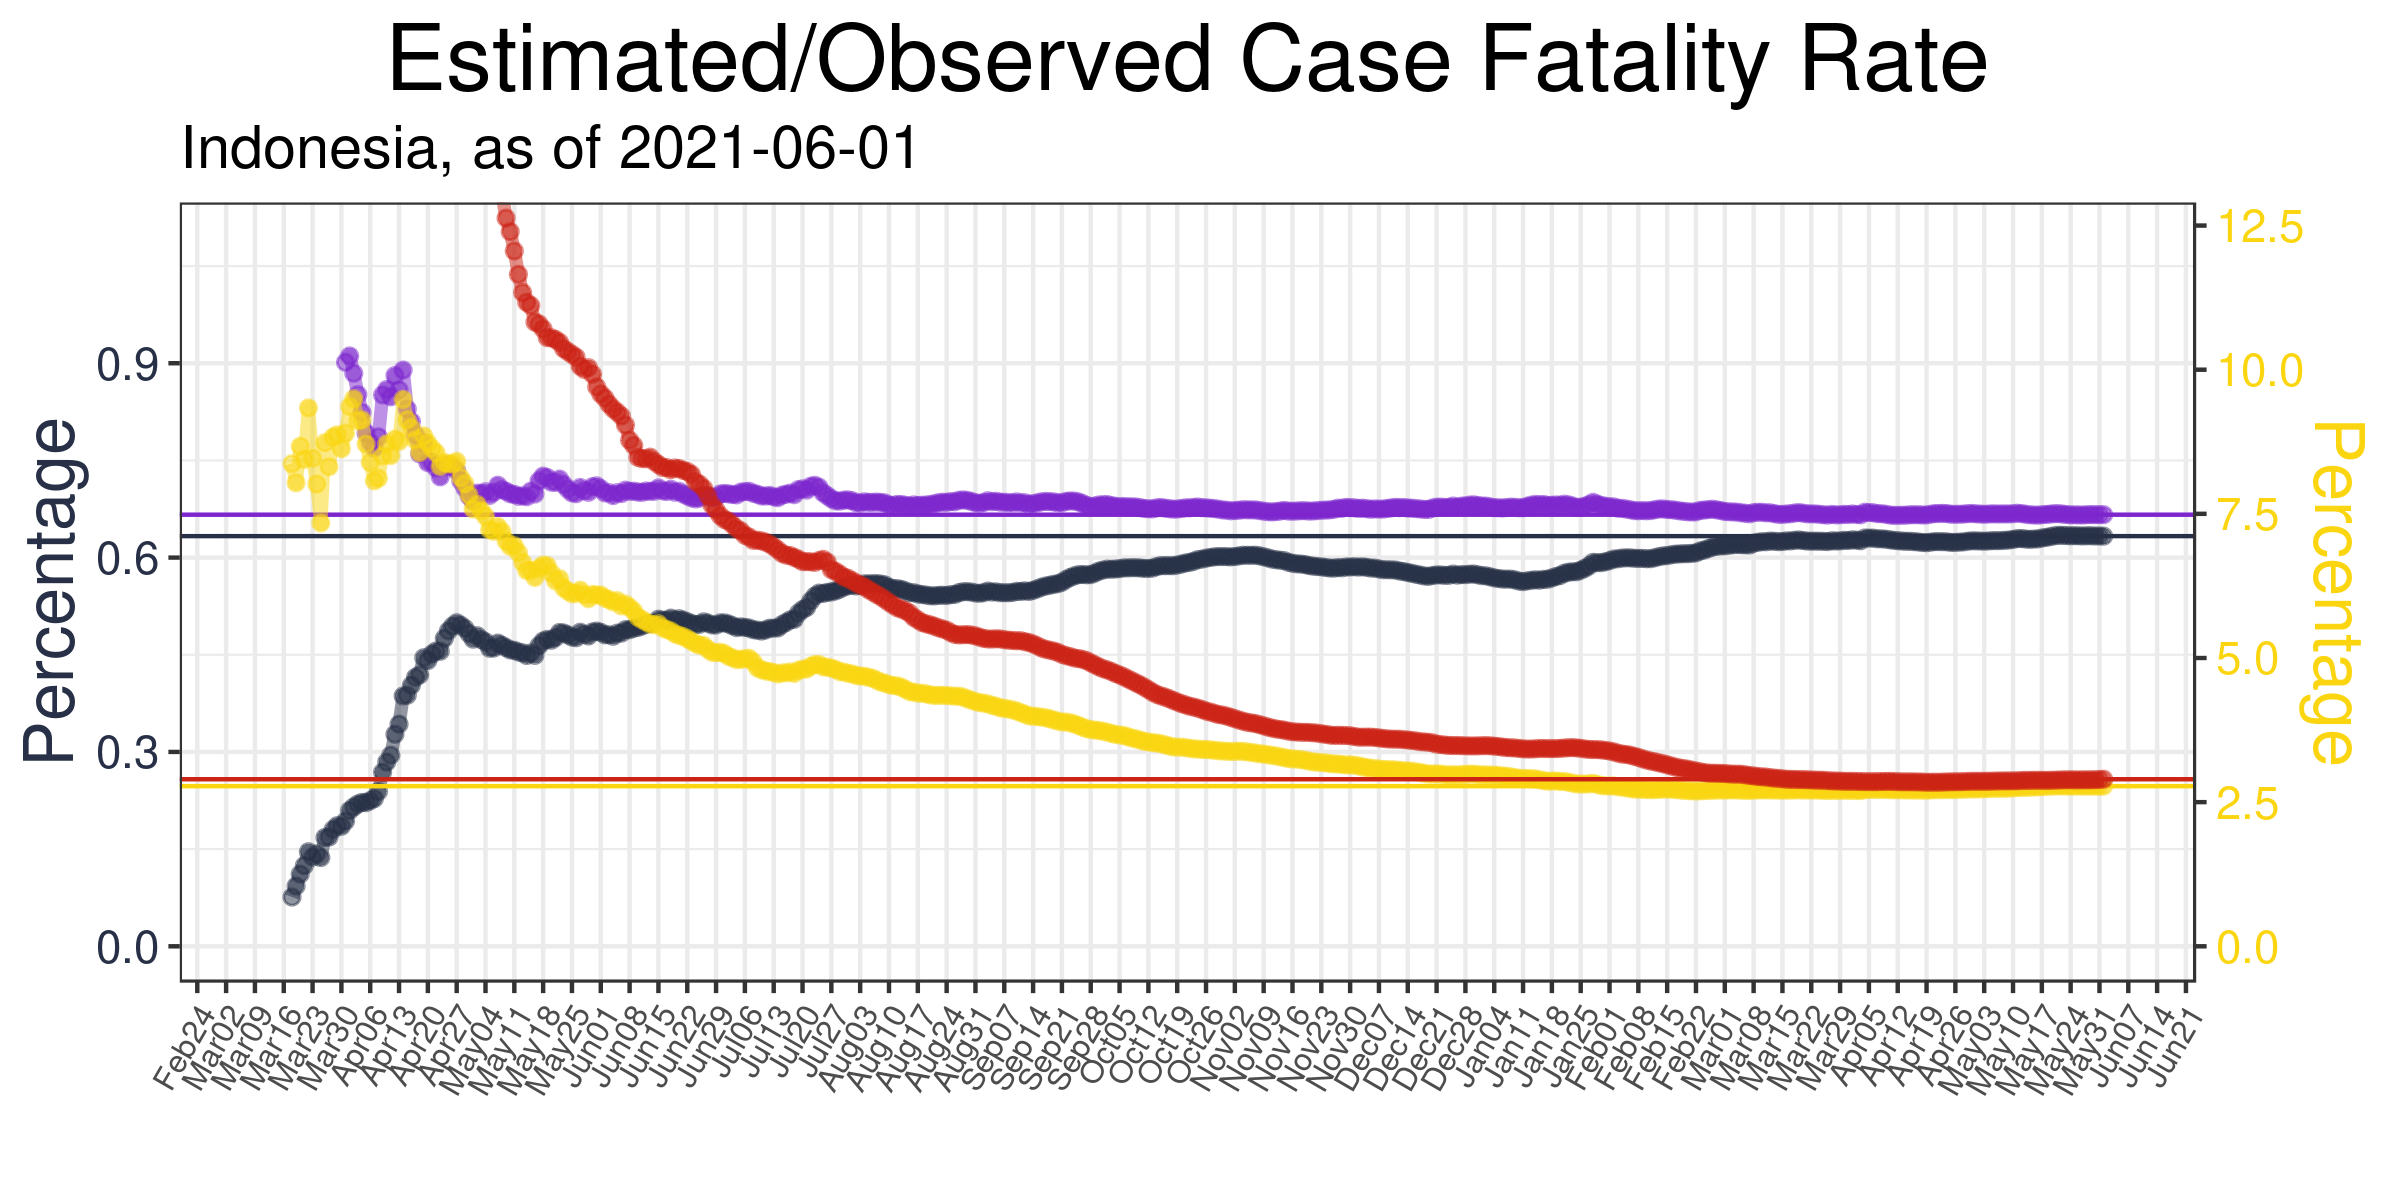 Estimated/Observed Case Fatality Rate
Indonesia, as of 2021-06-01
Percentage
0.9
0.6
0.3
0.0
12.5
10.0
7.5
5.0
2.5
0.0
Percentage
Feb24
Mar02
Mar09
Mar16
Mar23
Mar30
Apr06
Apr13
Apr20
Apr27
May04
May11
May18
May25
Jun01
Jun08
Jun15
Jun22
Jun29
Jul06
Jul13
Jul20
Jul27
Aug03
Aug10
Aug17
Aug24
Aug31
Sep07
Sep14
Sep21
Sep28
Oct05
Oct12
Oct19
Oct26
Nov02
Nov09
Nov16
Nov23
Nov30
Dec07
Dec14
Dec21
Dec28
Jan04
Jan11
Jan18
Jan25
Feb01
Feb08
Feb15
Feb22
Mar01
Mar08
Mar15
Mar22
Mar29
Apr05
Apr12
Apr19
Apr26
May03
May10
May17
May24
May31
Jun07
Jun14
Jun21